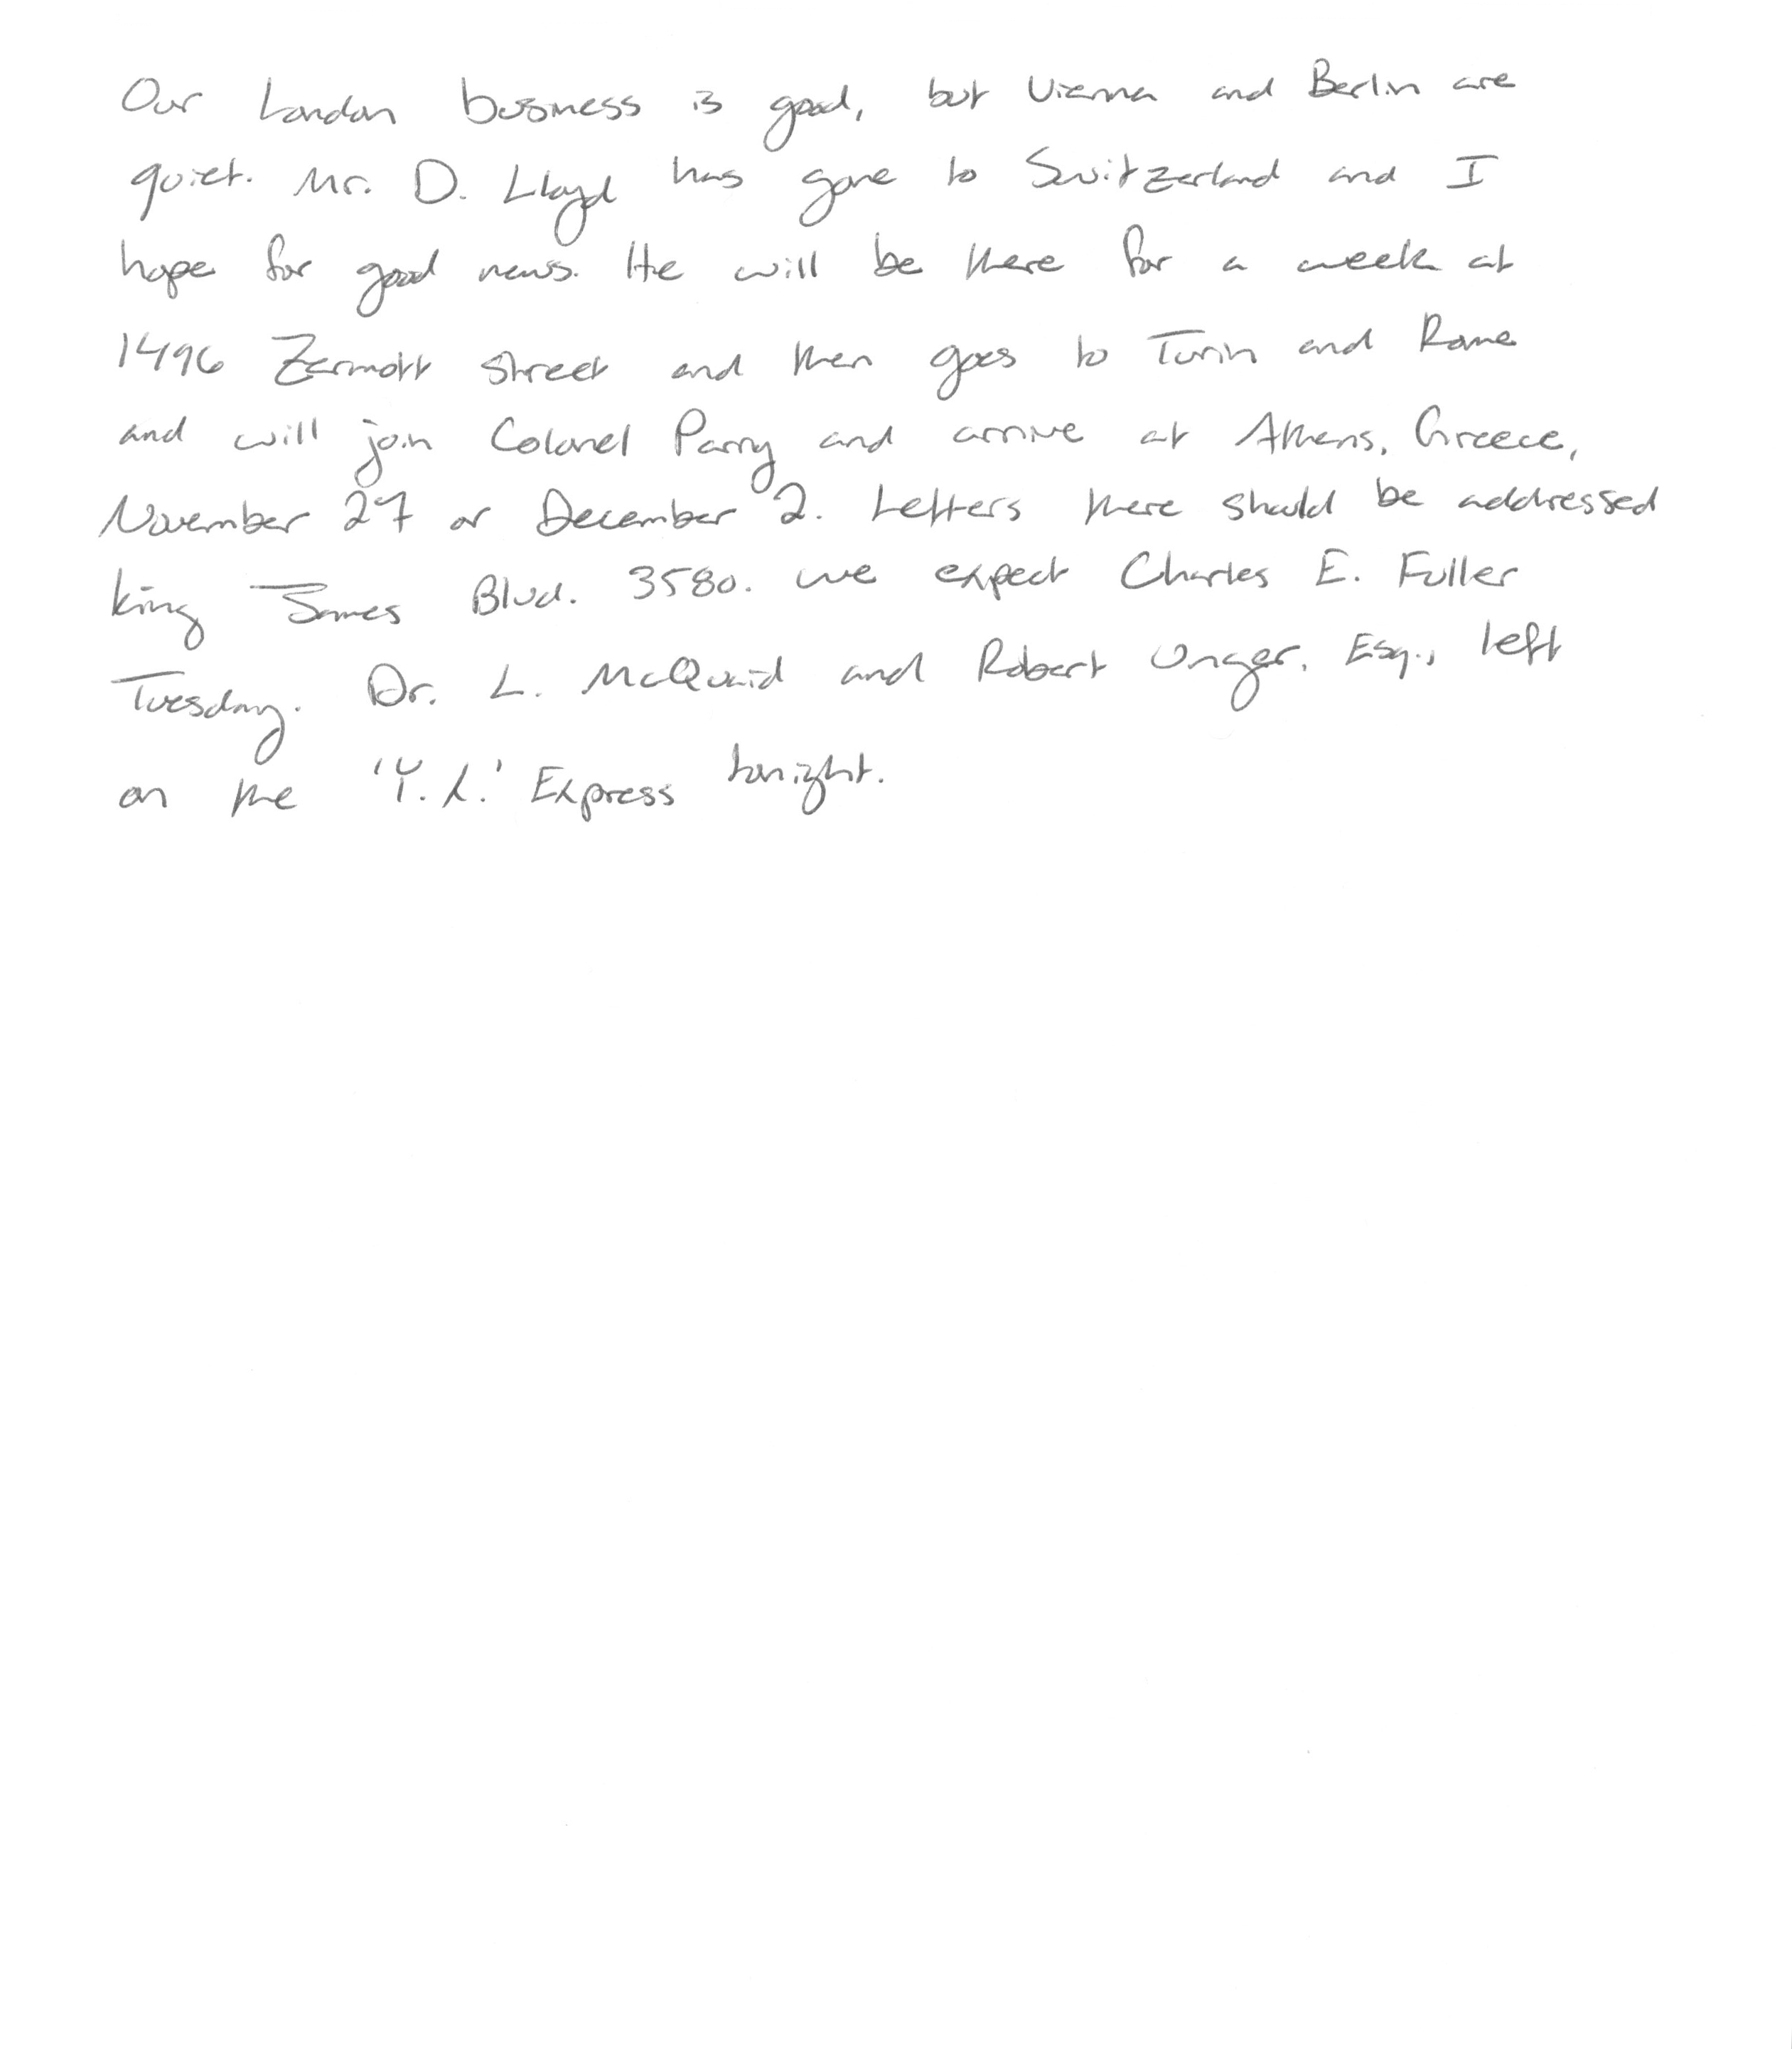 Our London business is good, but Vienna and Berlin are
quiet. Mr. D. Lloyd has gone to Switzerland and I
hope for good news. He will be there for a week at
1496 Zermott Street and then goes to Turin and Rome
and will join Colonel Parry and arrive at Athens, Greece,
November 27 or December 2. Letters there should be addressed
king James Blvd. 3580. we expect Charles E. Fuller
Tuesday. Dr. L. McQuaid and Robert Unger, Esq., left
on the 'Y.X.' Express tonight.